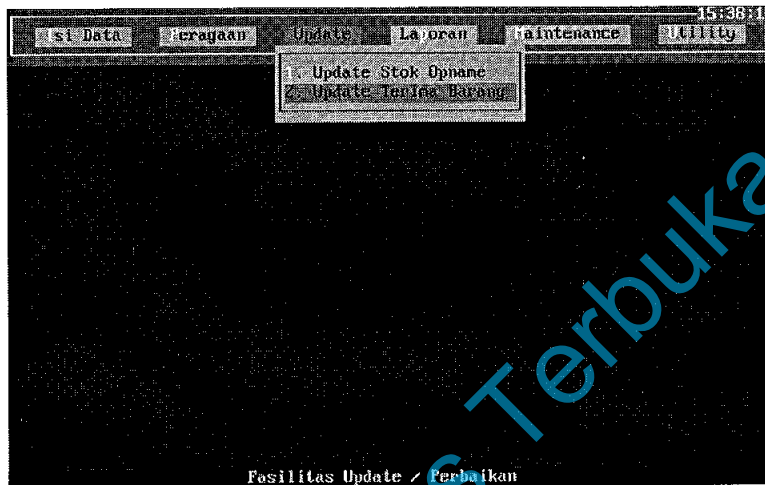 15:38:1
Isi Data Peragaan Update Laporan Maintenance Utility
1. Update Stok Opname
2. Update Terima Barang
s Terbuka
Fasilitas Update / Perbaikan